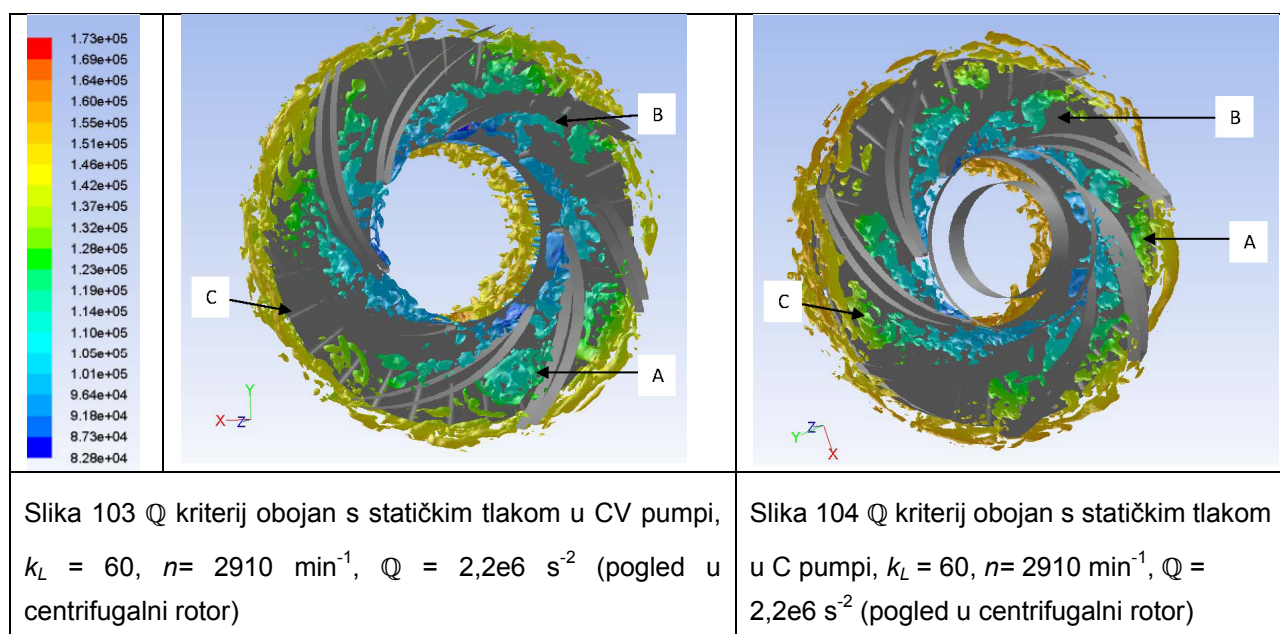 1.73e+05
1.69e+05
1.64e+05
1.60e+05
1.55e+05
1.51e+05
1.46e+05
1.42e+05
1.37e+05
1.32e+05
1.28e+05
1.23e+05
1.19e+05
1.14e+05
1.10e+05
1.05e+05
1.01e+05
9.64e+04
9.18e+04
8.73e+04
8.28e+04
B
C
A
Y
X
Z
B
A
C
Z
Y
X
Slika 103 ℚ kriterij obojan s statičkim tlakom u CV pumpi,
k_L = 60, n= 2910 min⁻¹, ℚ = 2,2e6 s⁻² (pogled u
centrifugalni rotor)
Slika 104 ℚ kriterij obojan s statičkim tlakom
u C pumpi, k_L = 60, n= 2910 min⁻¹, ℚ =
2,2e6 s⁻² (pogled u centrifugalni rotor)